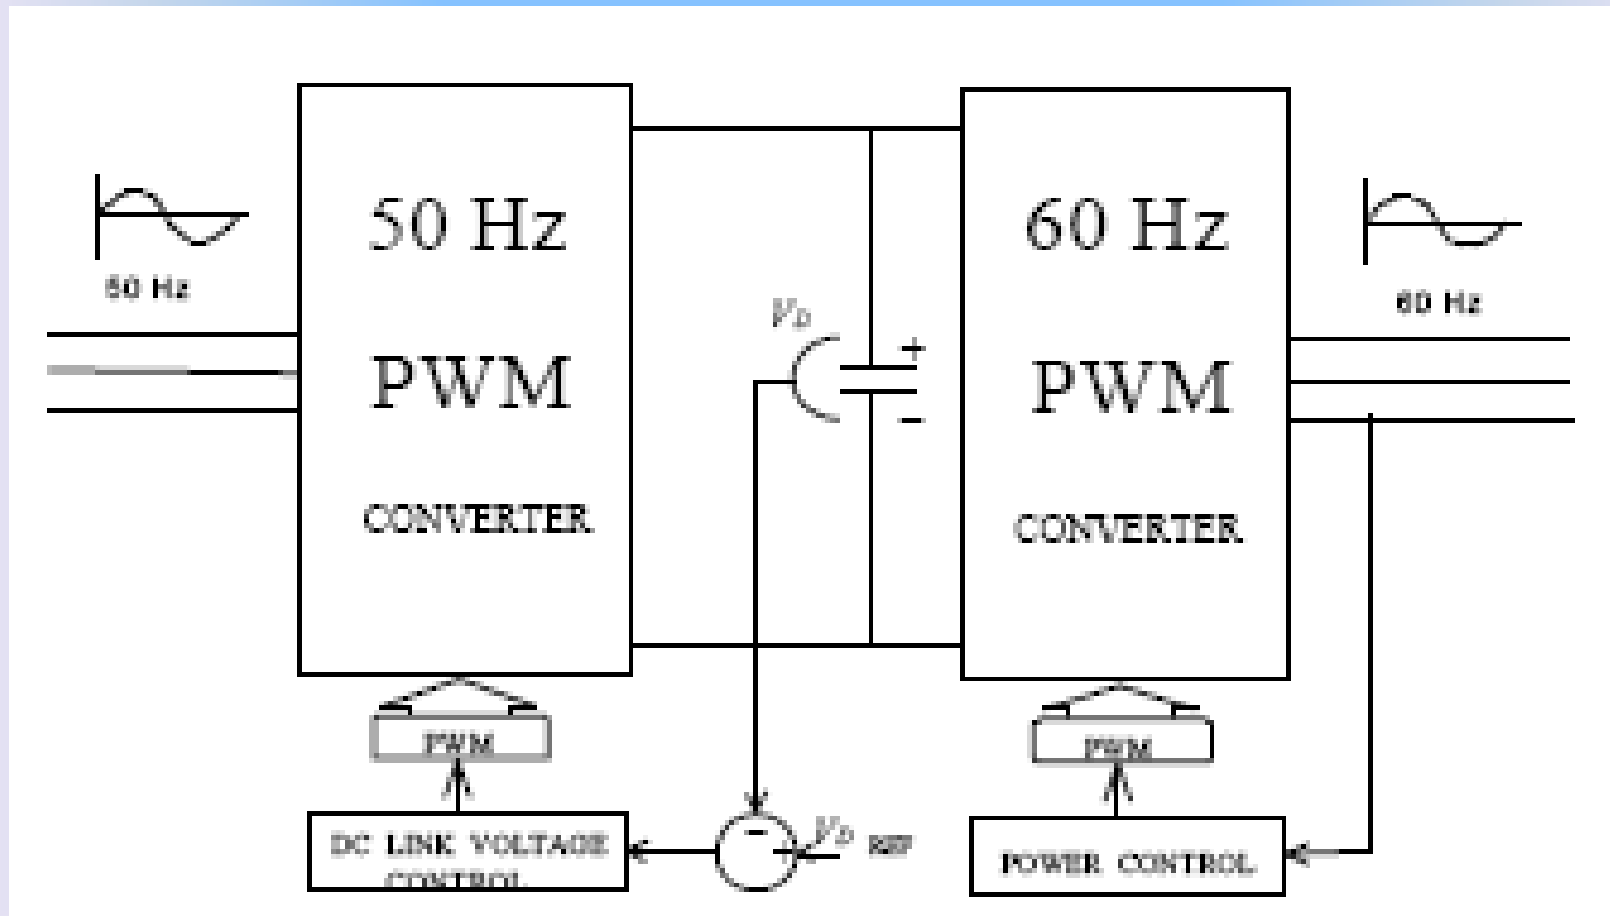 50 Hz
PWM
CONVERTER
60 Hz
PWM
CONVERTER
50 Hz
60 Hz
VD
+
−
PWM
PWM
DC LINK VOLTAGE
CONTROL
−
+
VD REF
POWER CONTROL